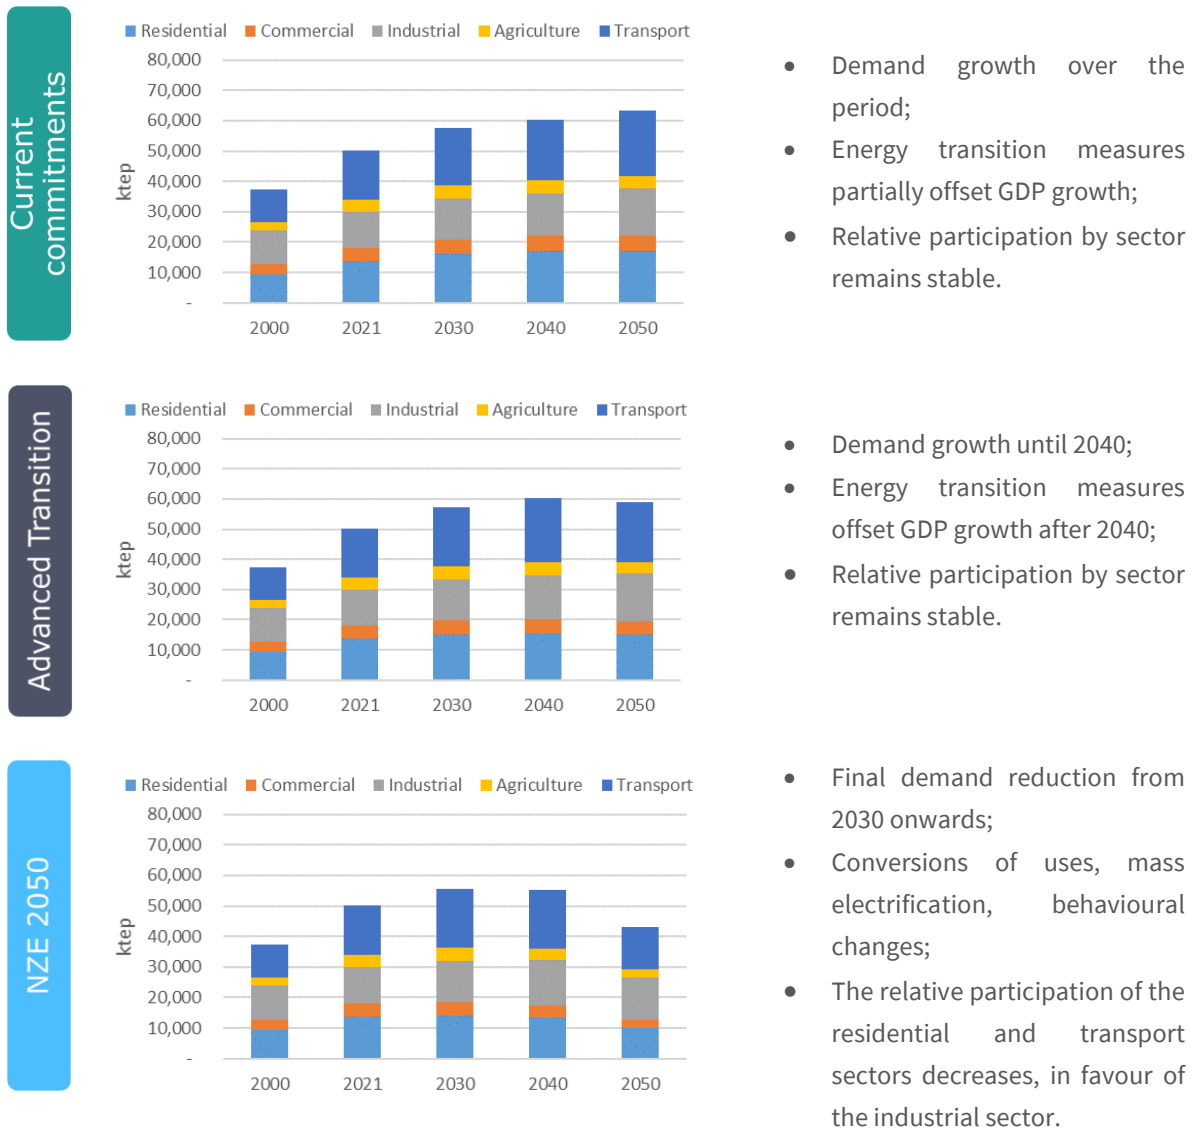 Current
commitments
Residential Commercial Industrial Agriculture Transport
80,000
70,000
60,000
50,000
40,000
30,000
20,000
10,000
-
ktep
2000 2021 2030 2040 2050
• Demand growth over the
period;
• Energy transition measures
partially offset GDP growth;
• Relative participation by sector
remains stable.
Advanced Transition
Residential Commercial Industrial Agriculture Transport
80,000
70,000
60,000
50,000
40,000
30,000
20,000
10,000
-
ktep
2000 2021 2030 2040 2050
• Demand growth until 2040;
• Energy transition measures
offset GDP growth after 2040;
• Relative participation by sector
remains stable.
NZE 2050
Residential Commercial Industrial Agriculture Transport
80,000
70,000
60,000
50,000
40,000
30,000
20,000
10,000
-
ktep
2000 2021 2030 2040 2050
• Final demand reduction from
2030 onwards;
• Conversions of uses, mass
electrification, behavioural
changes;
• The relative participation of the
residential and transport
sectors decreases, in favour of
the industrial sector.